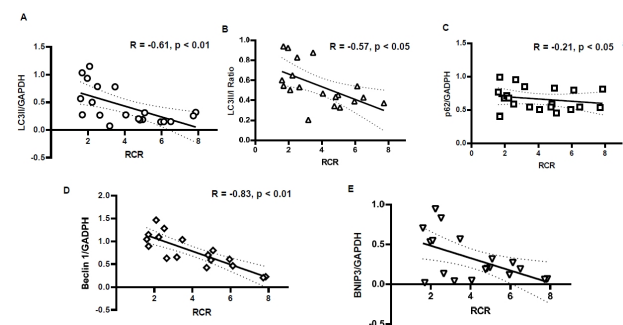 A
R = -0.61, p < 0.01
LC3II/GAPDH
1.5
1.0
0.5
0.0
-0.5
2
4
6
8
RCR
B
R = -0.57, p < 0.05
LC3II/I Ratio
1.0
0.8
0.6
0.4
0.2
0.0
0
2
4
6
8
RCR
C
R = -0.21, p < 0.05
p62/GADPH
1.5
1.0
0.5
0.0
0
2
4
6
8
RCR
D
R = -0.83, p < 0.01
Beclin 1/GADPH
2.0
1.5
1.0
0.5
0.0
-0.5
2
4
6
8
RCR
E
BNIP3/GAPDH
1.0
0.5
0.0
-0.5
2
4
6
8
RCR